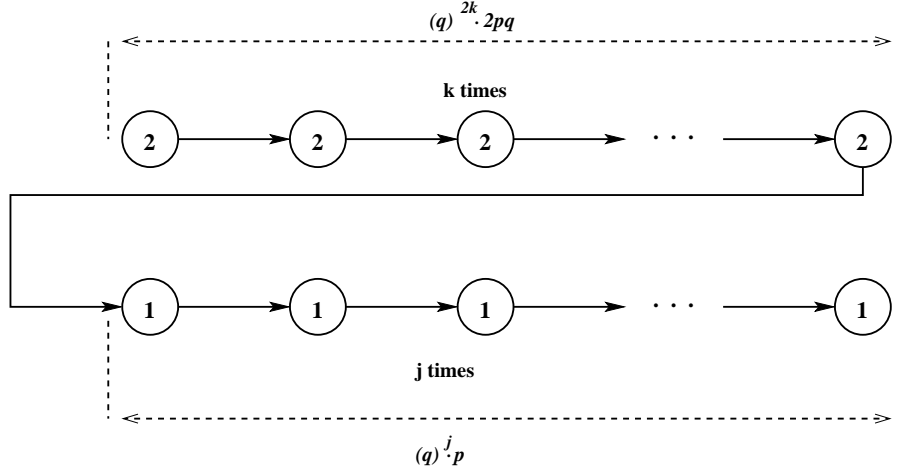 (q)^2k · 2pq
k times
2 2 2 · · · 2
1 1 1 · · · 1
j times
(q)^j · p